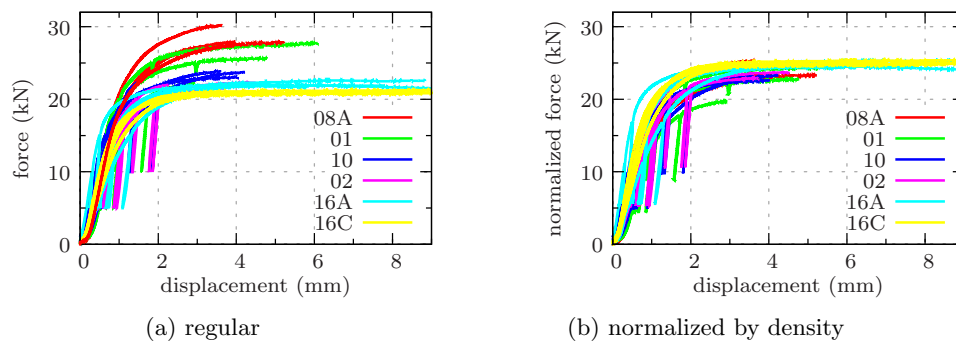 30
20
10
0
force (kN)
08A
01
10
02
16A
16C
0 2 4 6 8
displacement (mm)
(a) regular
30
20
10
0
normalized force (kN)
08A
01
10
02
16A
16C
0 2 4 6 8
displacement (mm)
(b) normalized by density